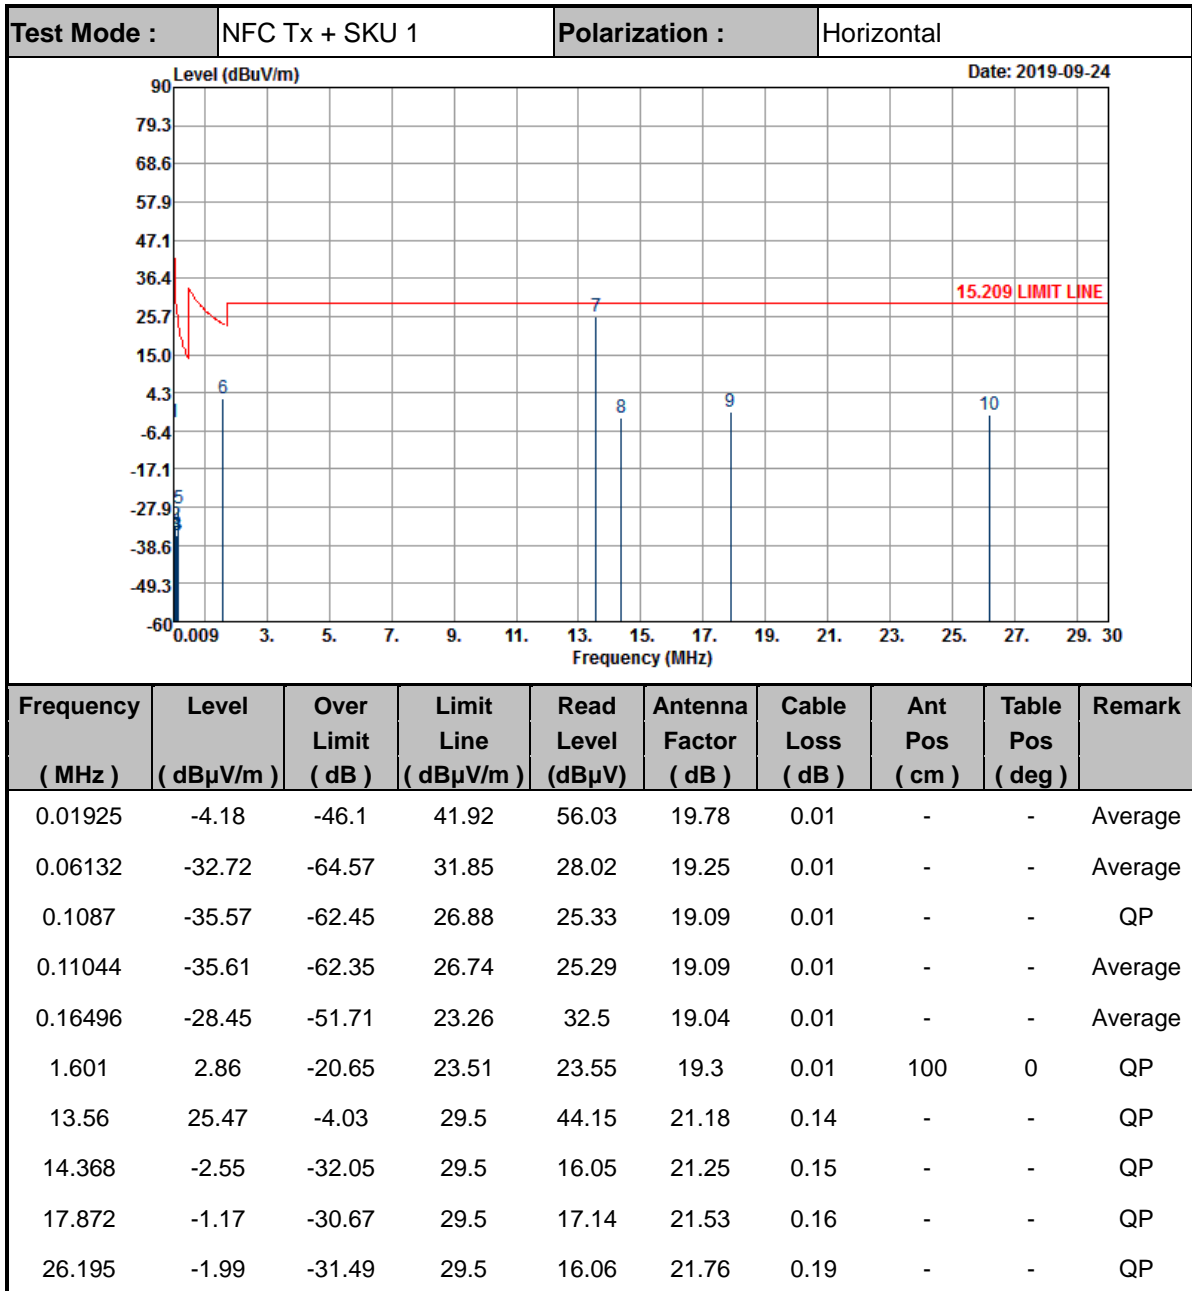 Test Mode : NFC Tx + SKU 1 Polarization : Horizontal
Level (dBuV/m) Date: 2019-09-24
90
79.3
68.6
57.9
47.1
36.4
15.209 LIMIT LINE
7
25.7
15.0
6
4.3
9
10
8
-6.4
-17.1
5
-27.9
-38.6
-49.3
-60
0.009 3. 5. 7. 9. 11. 13. 15. 17. 19. 21. 23. 25. 27. 29. 30
Frequency (MHz)
Frequency Level Over Limit Read Antenna Cable Ant Table Remark
Limit Line Level Factor Loss Pos Pos
( MHz ) ( dBµV/m ) ( dB ) ( dBµV/m ) (dBµV) ( dB ) ( dB ) ( cm ) ( deg )
0.01925 -4.18 -46.1 41.92 56.03 19.78 0.01 - - Average
0.06132 -32.72 -64.57 31.85 28.02 19.25 0.01 - - Average
0.1087 -35.57 -62.45 26.88 25.33 19.09 0.01 - - QP
0.11044 -35.61 -62.35 26.74 25.29 19.09 0.01 - - Average
0.16496 -28.45 -51.71 23.26 32.5 19.04 0.01 - - Average
1.601 2.86 -20.65 23.51 23.55 19.3 0.01 100 0 QP
13.56 25.47 -4.03 29.5 44.15 21.18 0.14 - - QP
14.368 -2.55 -32.05 29.5 16.05 21.25 0.15 - - QP
17.872 -1.17 -30.67 29.5 17.14 21.53 0.16 - - QP
26.195 -1.99 -31.49 29.5 16.06 21.76 0.19 - - QP